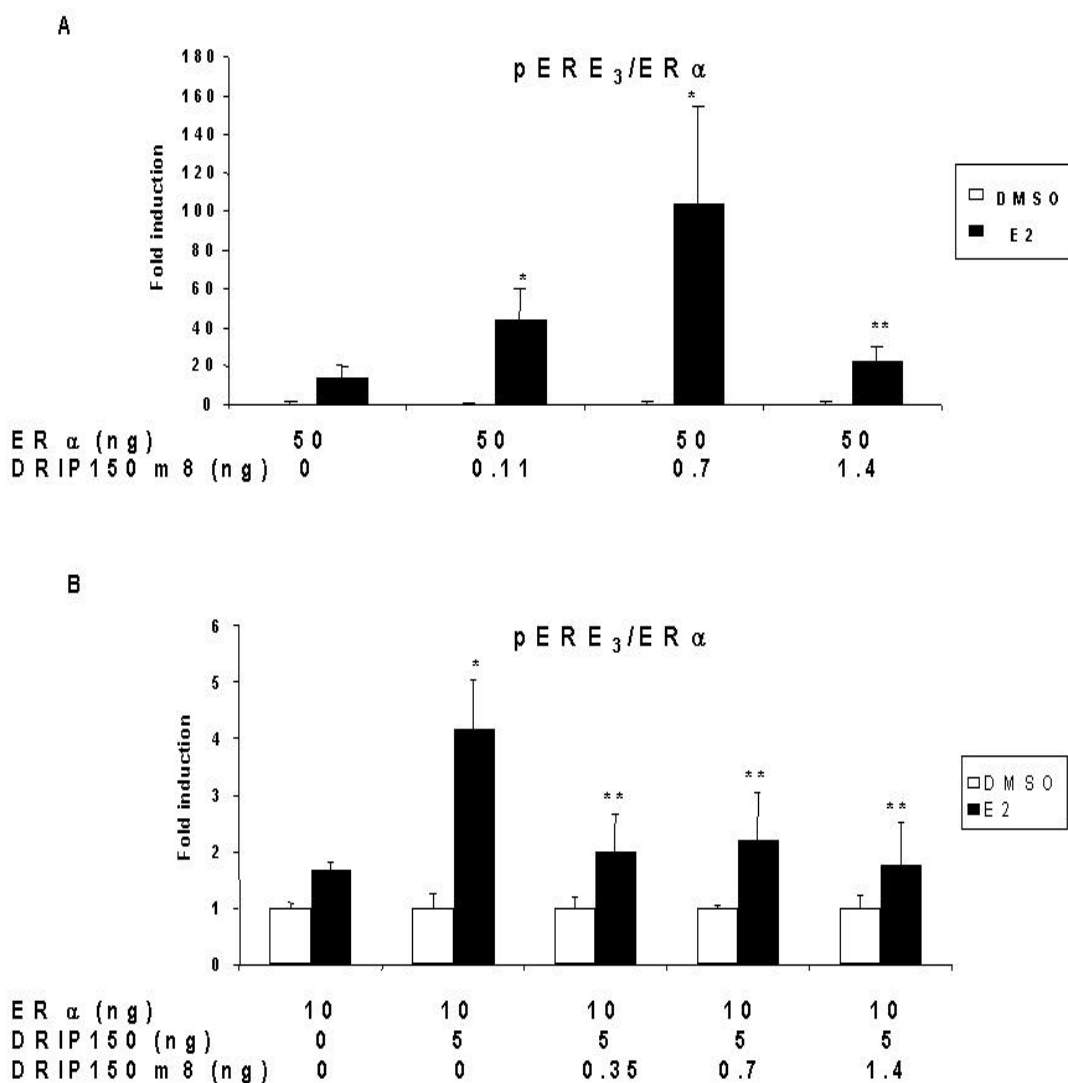 A
pERE3/ERα
Fold induction
180
160
140
120
100
80
60
40
20
0
*
*
**
DMSO
E2
ER α (ng) 50 50 50 50
DRIP150 m8 (ng) 0 0.11 0.7 1.4
B
pERE3/ERα
Fold induction
6
5
4
3
2
1
0
*
**
**
**
DMSO
E2
ER α (ng) 10 10 10 10 10
DRIP150 (ng) 0 5 5 5 5
DRIP150 m8 (ng) 0 0 0.35 0.7 1.4